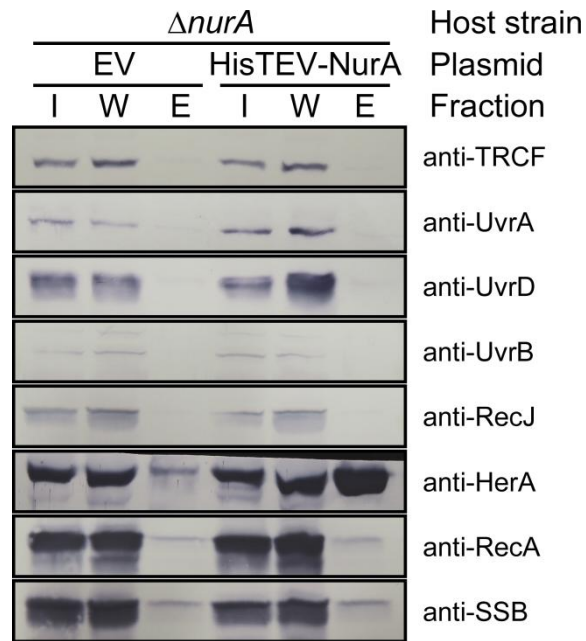 ΔnurA Host strain
EV HisTEV-NurA Plasmid
I W E I W E Fraction
anti-TRCF
anti-UvrA
anti-UvrD
anti-UvrB
anti-RecJ
anti-HerA
anti-RecA
anti-SSB